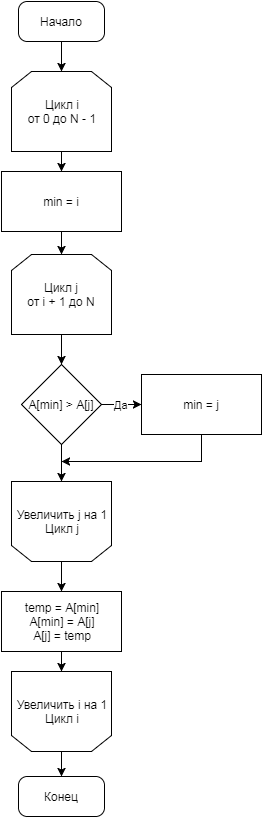 Начало
Цикл i
от 0 до N - 1
min = i
Цикл j
от i + 1 до N
A[min] > A[j]
Да
min = j
Увеличить j на 1
Цикл j
temp = A[min]
A[min] = A[j]
A[j] = temp
Увеличить i на 1
Цикл i
Конец